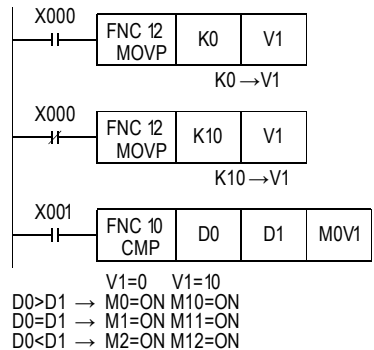 X000
FNC 12 MOVP K0 V1
K0→V1
X000
FNC 12 MOVP K10 V1
K10→V1
X001
FNC 10 CMP D0 D1 M0V1
V1=0 V1=10
D0>D1 → M0=ON M10=ON
D0=D1 → M1=ON M11=ON
D0<D1 → M2=ON M12=ON